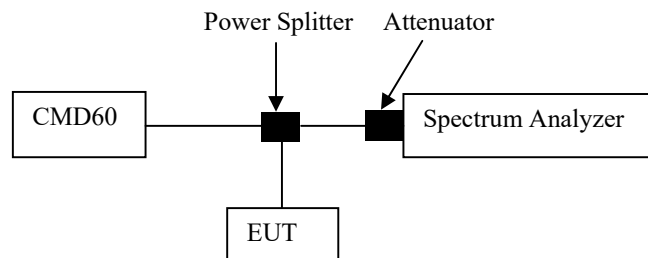 Power Splitter
Attenuator
CMD60
Spectrum Analyzer
EUT